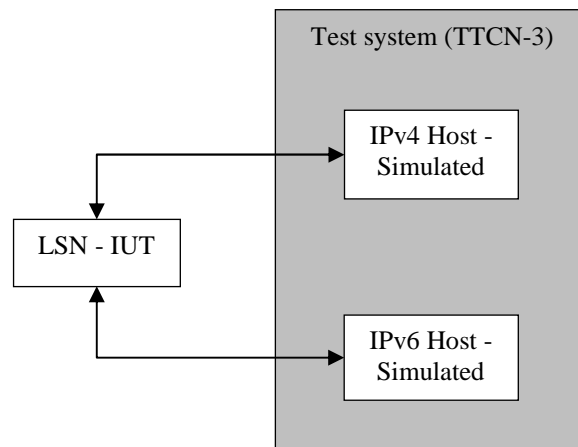 Test system (TTCN-3)
IPv4 Host -
Simulated
LSN - IUT
IPv6 Host -
Simulated